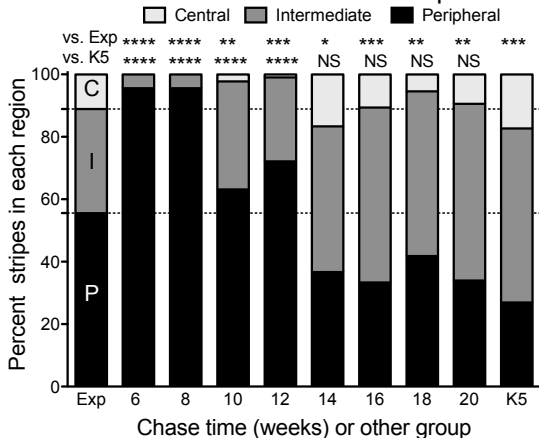 Central Intermediate Peripheral
vs. Exp **** **** ** *** * *** ** ** ***
vs. K5 **** **** **** **** NS NS NS NS
Percent stripes in each region
100
80
60
40
20
0
C
I
P
Exp 6 8 10 12 14 16 18 20 K5
Chase time (weeks) or other group